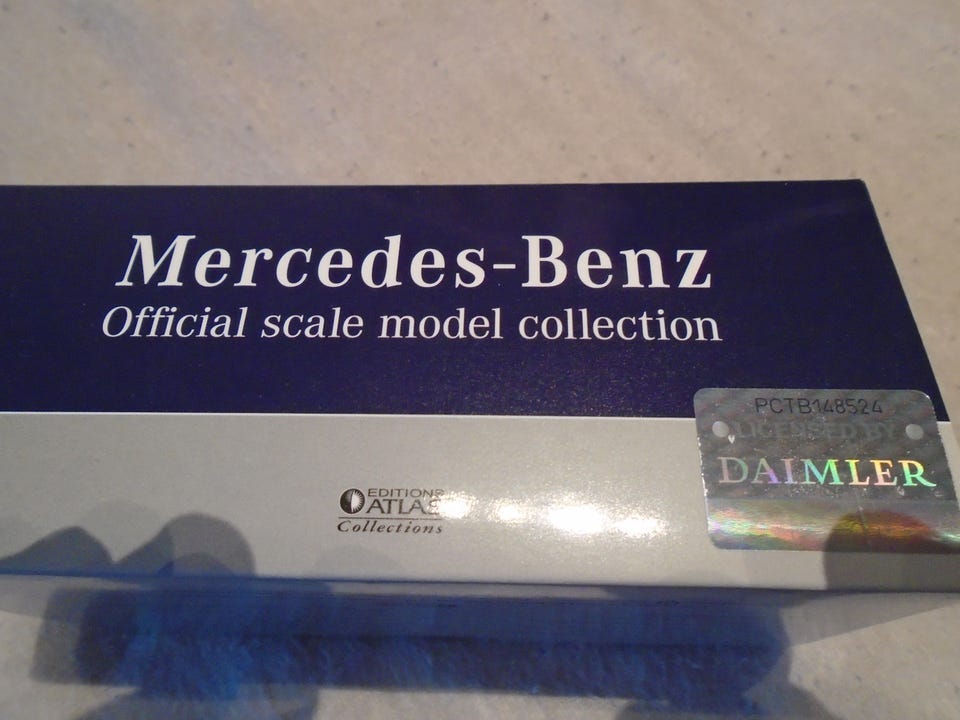 Mercedes-Benz
Official scale model collection
PCTB148524
LICENSED BY
DAIMLER
EDITIONS
ATLAS
Collections